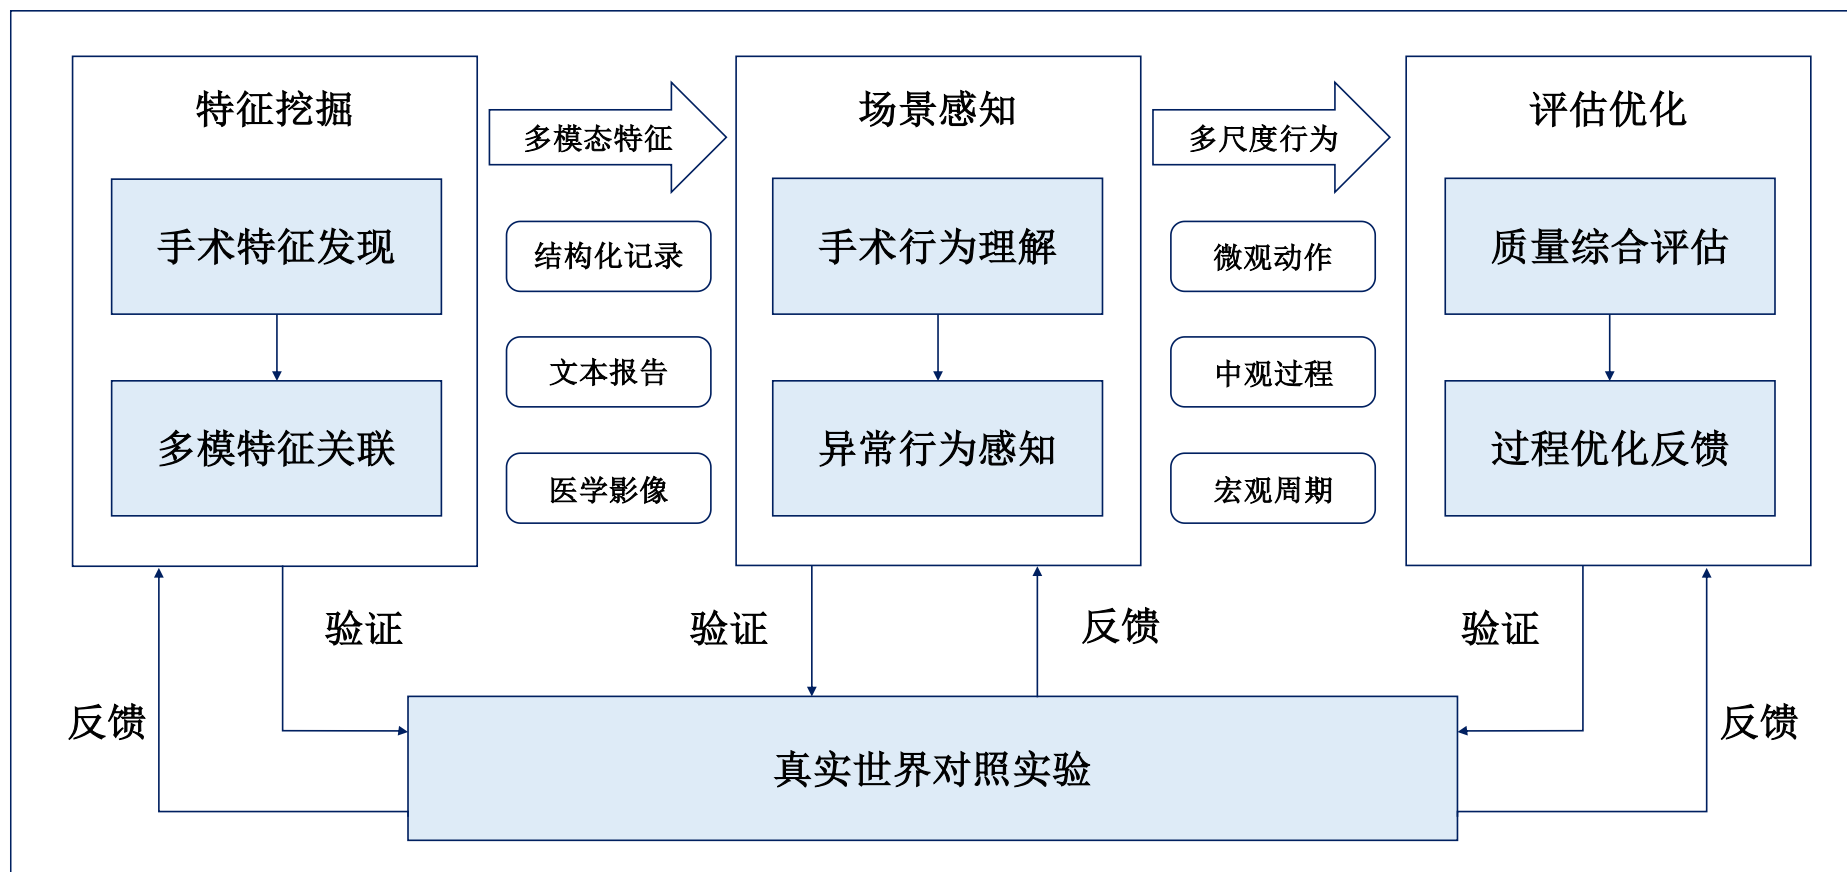 特征挖掘
手术特征发现
多模特征关联
多模态特征
结构化记录
文本报告
医学影像
场景感知
手术行为理解
异常行为感知
多尺度行为
微观动作
中观过程
宏观周期
评估优化
质量综合评估
过程优化反馈
验证
反馈
验证
反馈
验证
反馈
真实世界对照实验